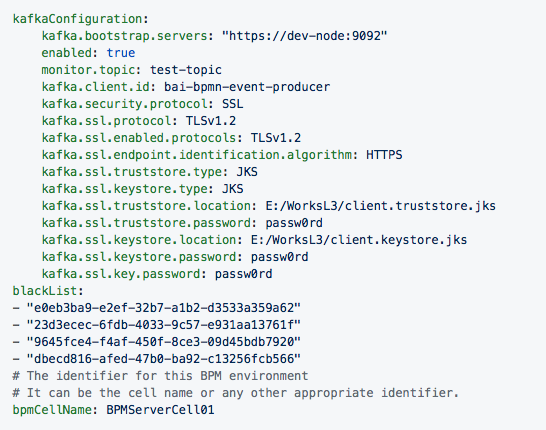 kafkaConfiguration:
    kafka.bootstrap.servers: "https://dev-node:9092"
    enabled: true
    monitor.topic: test-topic
    kafka.client.id: bai-bpmn-event-producer
    kafka.security.protocol: SSL
    kafka.ssl.protocol: TLSv1.2
    kafka.ssl.enabled.protocols: TLSv1.2
    kafka.ssl.endpoint.identification.algorithm: HTTPS
    kafka.ssl.truststore.type: JKS
    kafka.ssl.keystore.type: JKS
    kafka.ssl.truststore.location: E:/WorksL3/client.truststore.jks
    kafka.ssl.truststore.password: passw0rd
    kafka.ssl.keystore.location: E:/WorksL3/client.keystore.jks
    kafka.ssl.keystore.password: passw0rd
    kafka.ssl.key.password: passw0rd
blackList:
- "e0eb3ba9-e2ef-32b7-a1b2-d3533a359a62"
- "23d3ecec-6fdb-4033-9c57-e931aa13761f"
- "9645fce4-f4af-450f-8ce3-09d45bdb7920"
- "dbecd816-afed-47b0-ba92-c13256fcb566"
# The identifier for this BPM environment
# It can be the cell name or any other appropriate identifier.
bpmCellName: BPMServerCell01